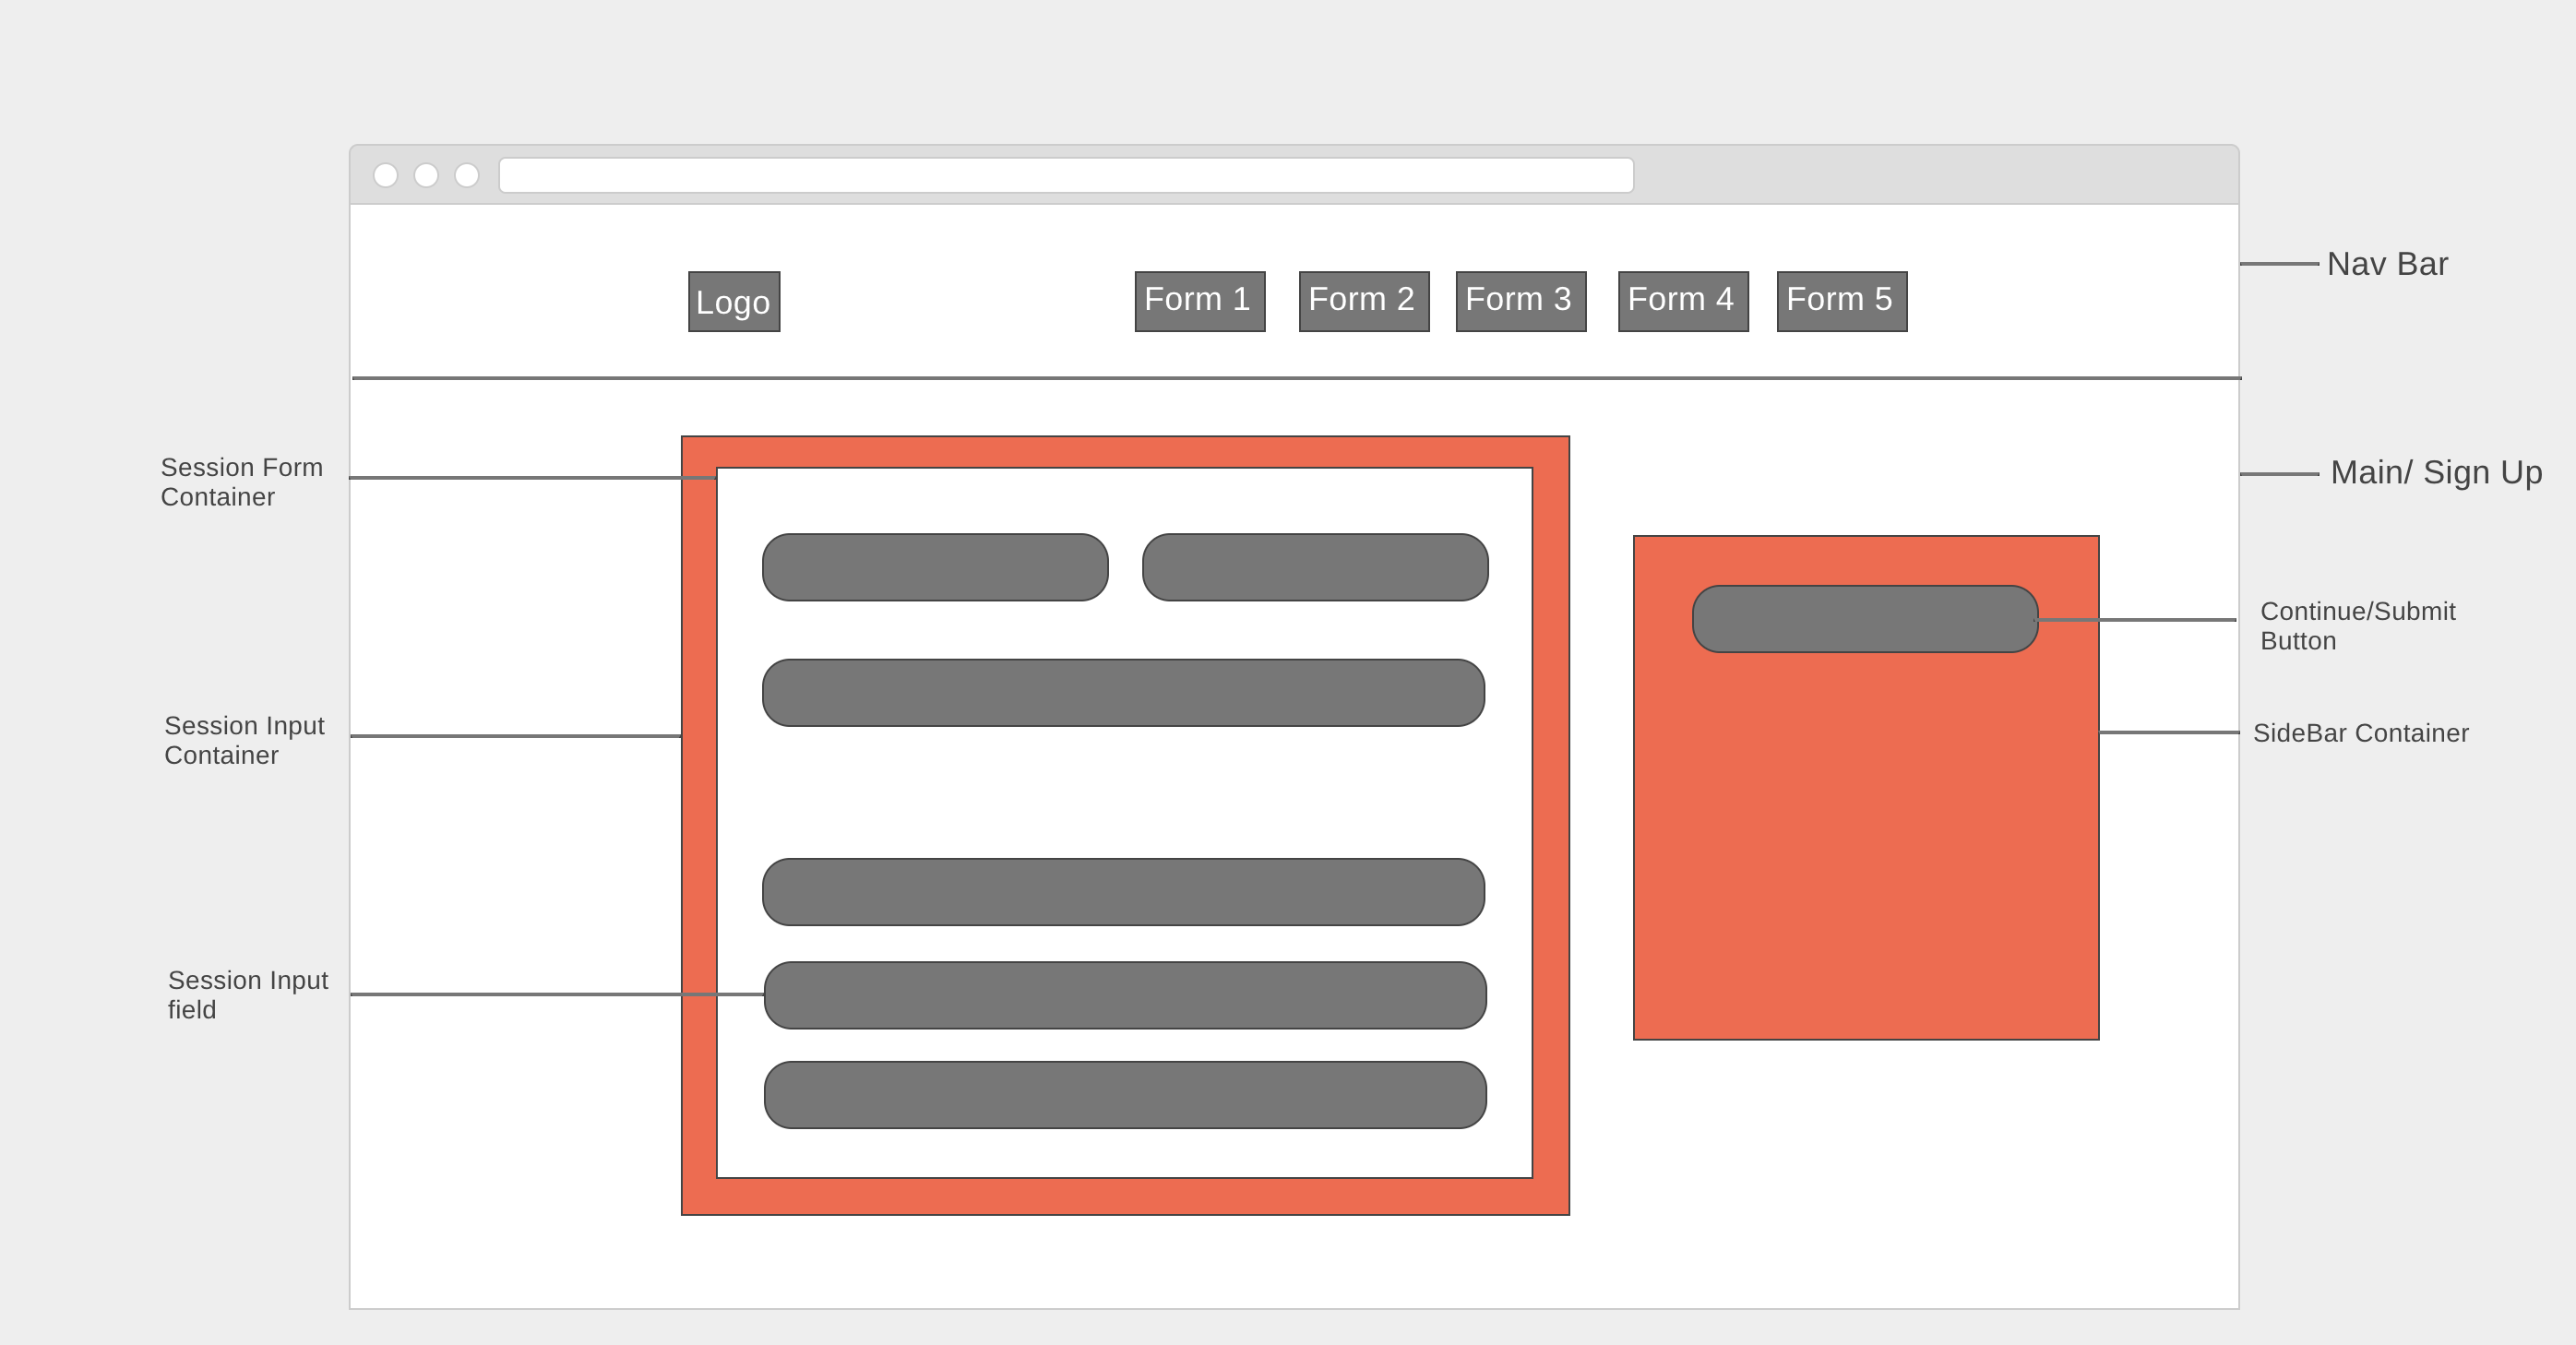 Nav Bar
Logo
Form 1
Form 2
Form 3
Form 4
Form 5
Session Form
Container
Main/ Sign Up
Continue/Submit
Button
Session Input
Container
SideBar Container
Session Input
field